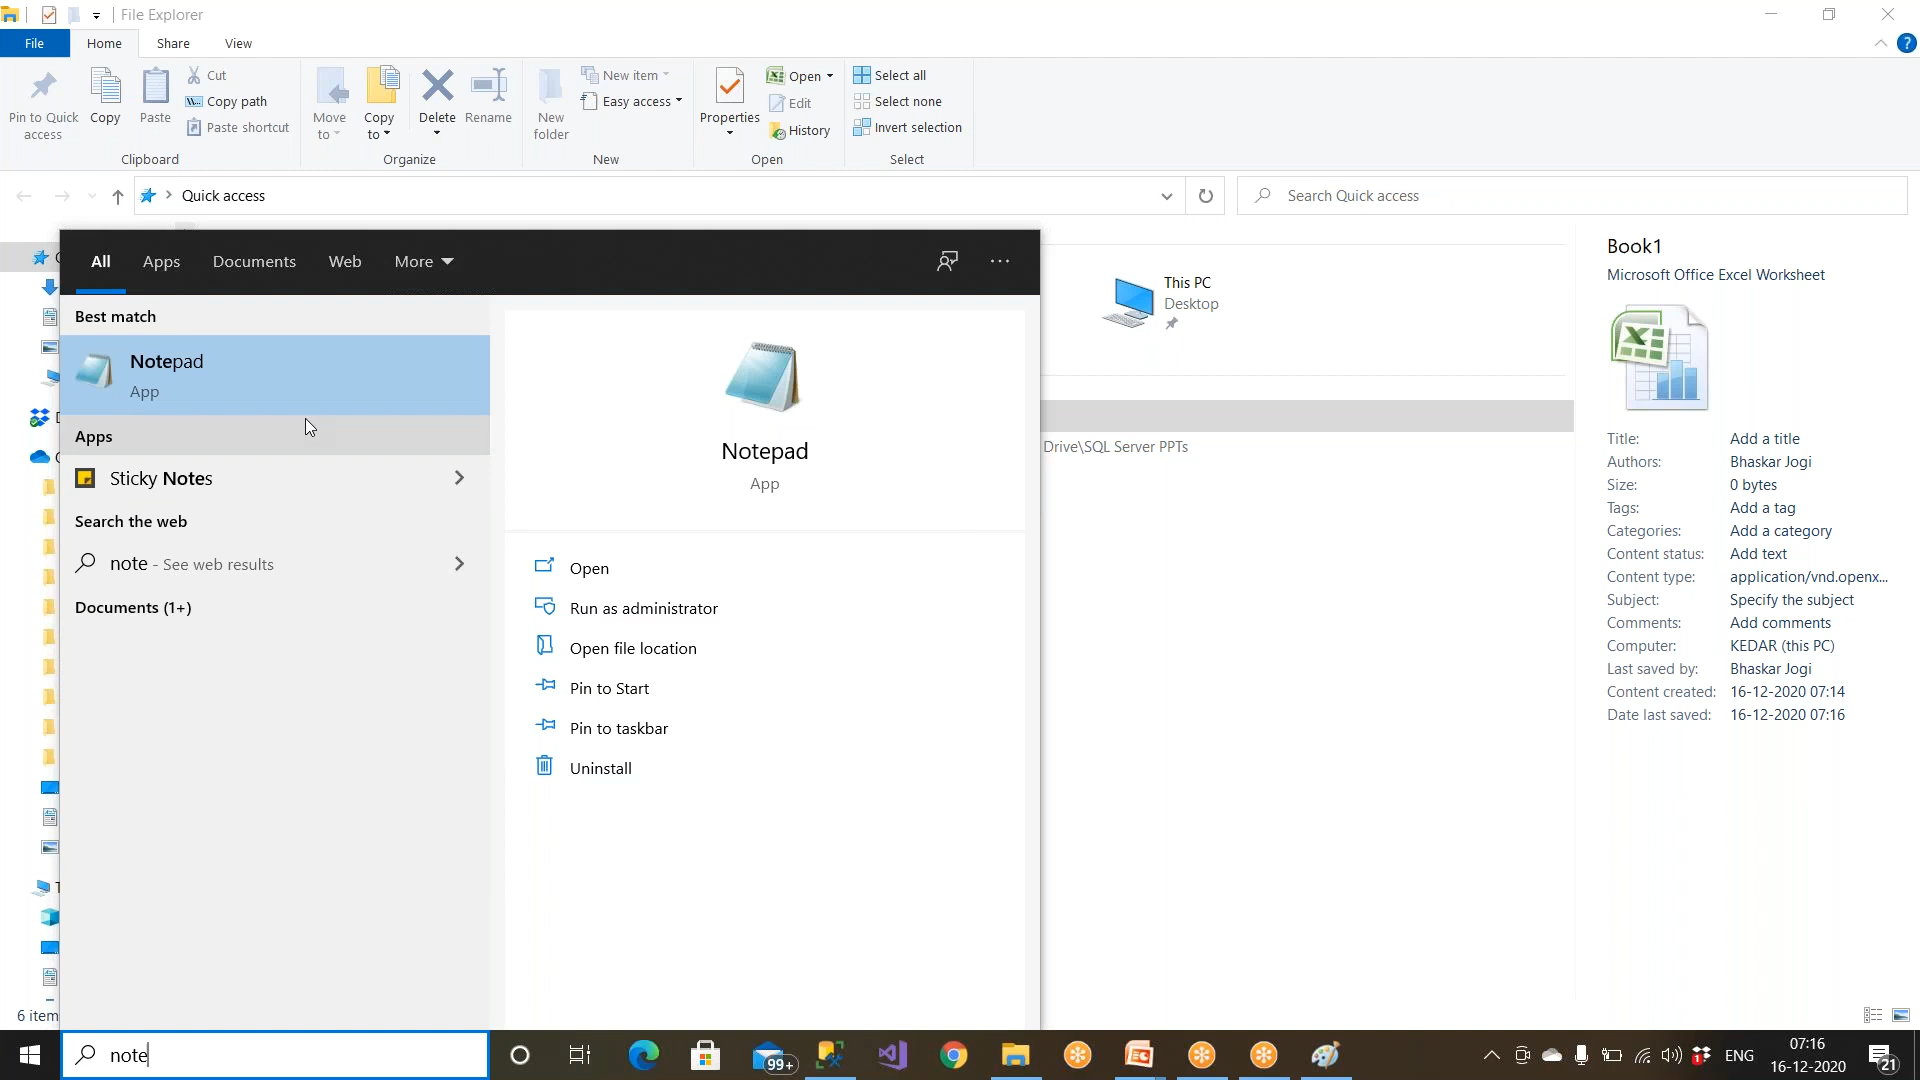 File Explorer
File Home Share View
Pin to Quick access
Copy
Paste
Cut
Copy path
Paste shortcut
Clipboard
Move to
Copy to
Delete
Rename
Organize
New folder
New item
Easy access
New
Properties
Open
Edit
History
Open
Select all
Select none
Invert selection
Select
Quick access
Search Quick access
All Apps Documents Web More
Best match
Notepad
App
Apps
Sticky Notes
Search the web
note - See web results
Documents (1+)
Notepad
App
Open
Run as administrator
Open file location
Pin to Start
Pin to taskbar
Uninstall
This PC
Desktop
Drive\SQL Server PPTs
Book1
Microsoft Office Excel Worksheet
Title: Add a title
Authors: Bhaskar Jogi
Size: 0 bytes
Tags: Add a tag
Categories: Add a category
Content status: Add text
Content type: application/vnd.openx...
Subject: Specify the subject
Comments: Add comments
Computer: KEDAR (this PC)
Last saved by: Bhaskar Jogi
Content created: 16-12-2020 07:14
Date last saved: 16-12-2020 07:16
6 item
note
99+
ENG
07:16
16-12-2020
21